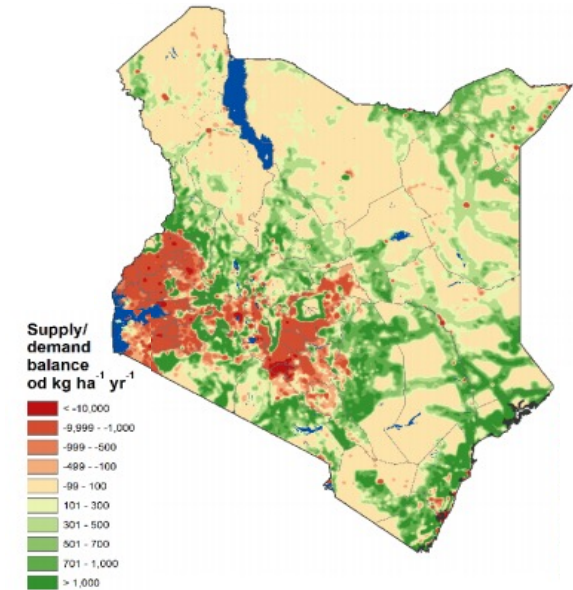 Supply/
demand
balance
od kg ha⁻¹ yr⁻¹
< -10,000
-9,999 - -1,000
-999 - -500
-499 - -100
-99 - 100
101 - 300
301 - 500
501 - 700
701 - 1,000
> 1,000